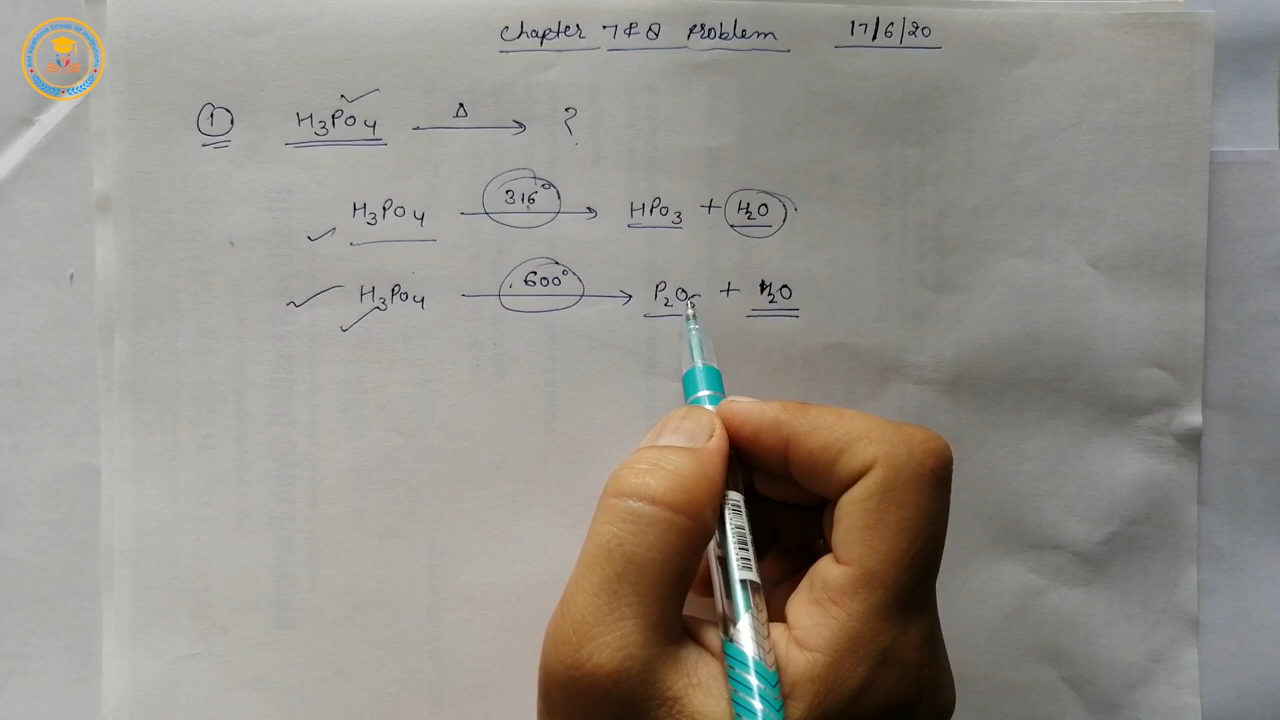 Chapter 7 & 8 Problem 17/6/20
1 H3PO4 Δ → ?
H3PO4 316° → HPO3 + H2O
H3PO4 600° → P2O5 + H2O